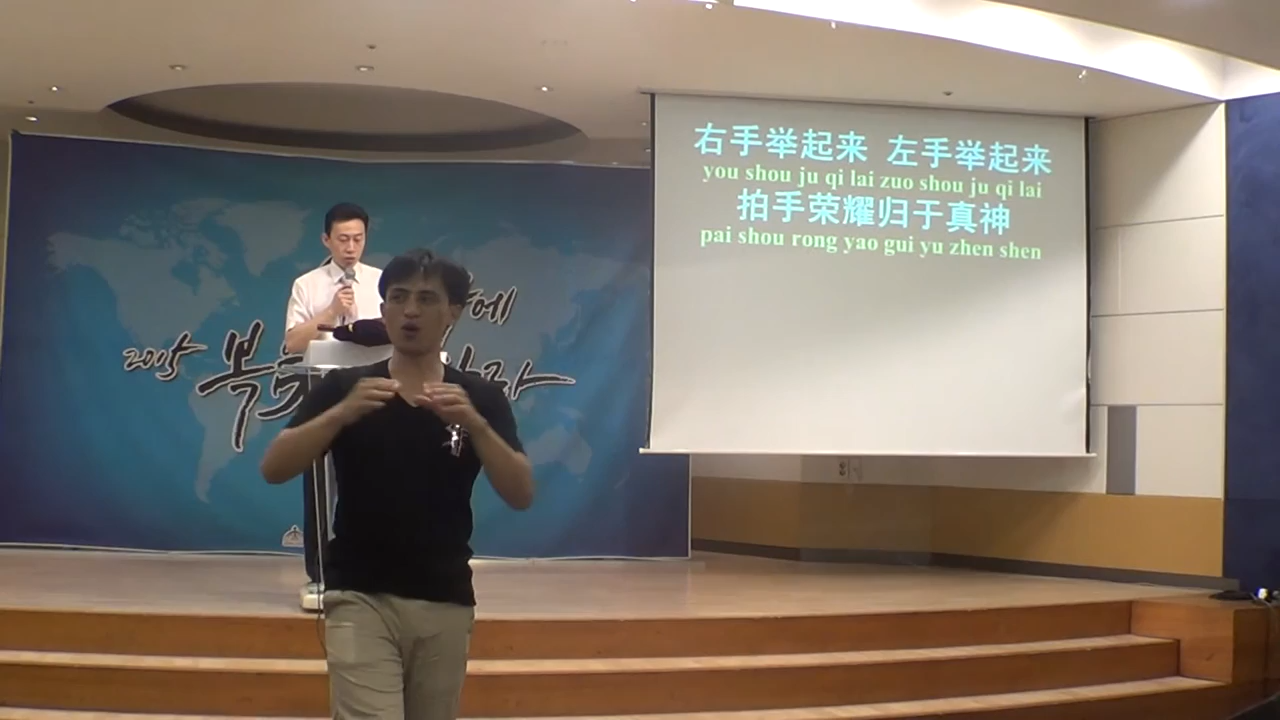 右手举起来 左手举起来
you shou ju qi lai zuo shou ju qi lai
拍手荣耀归于真神
pai shou rong yao gui yu zhen shen
2015